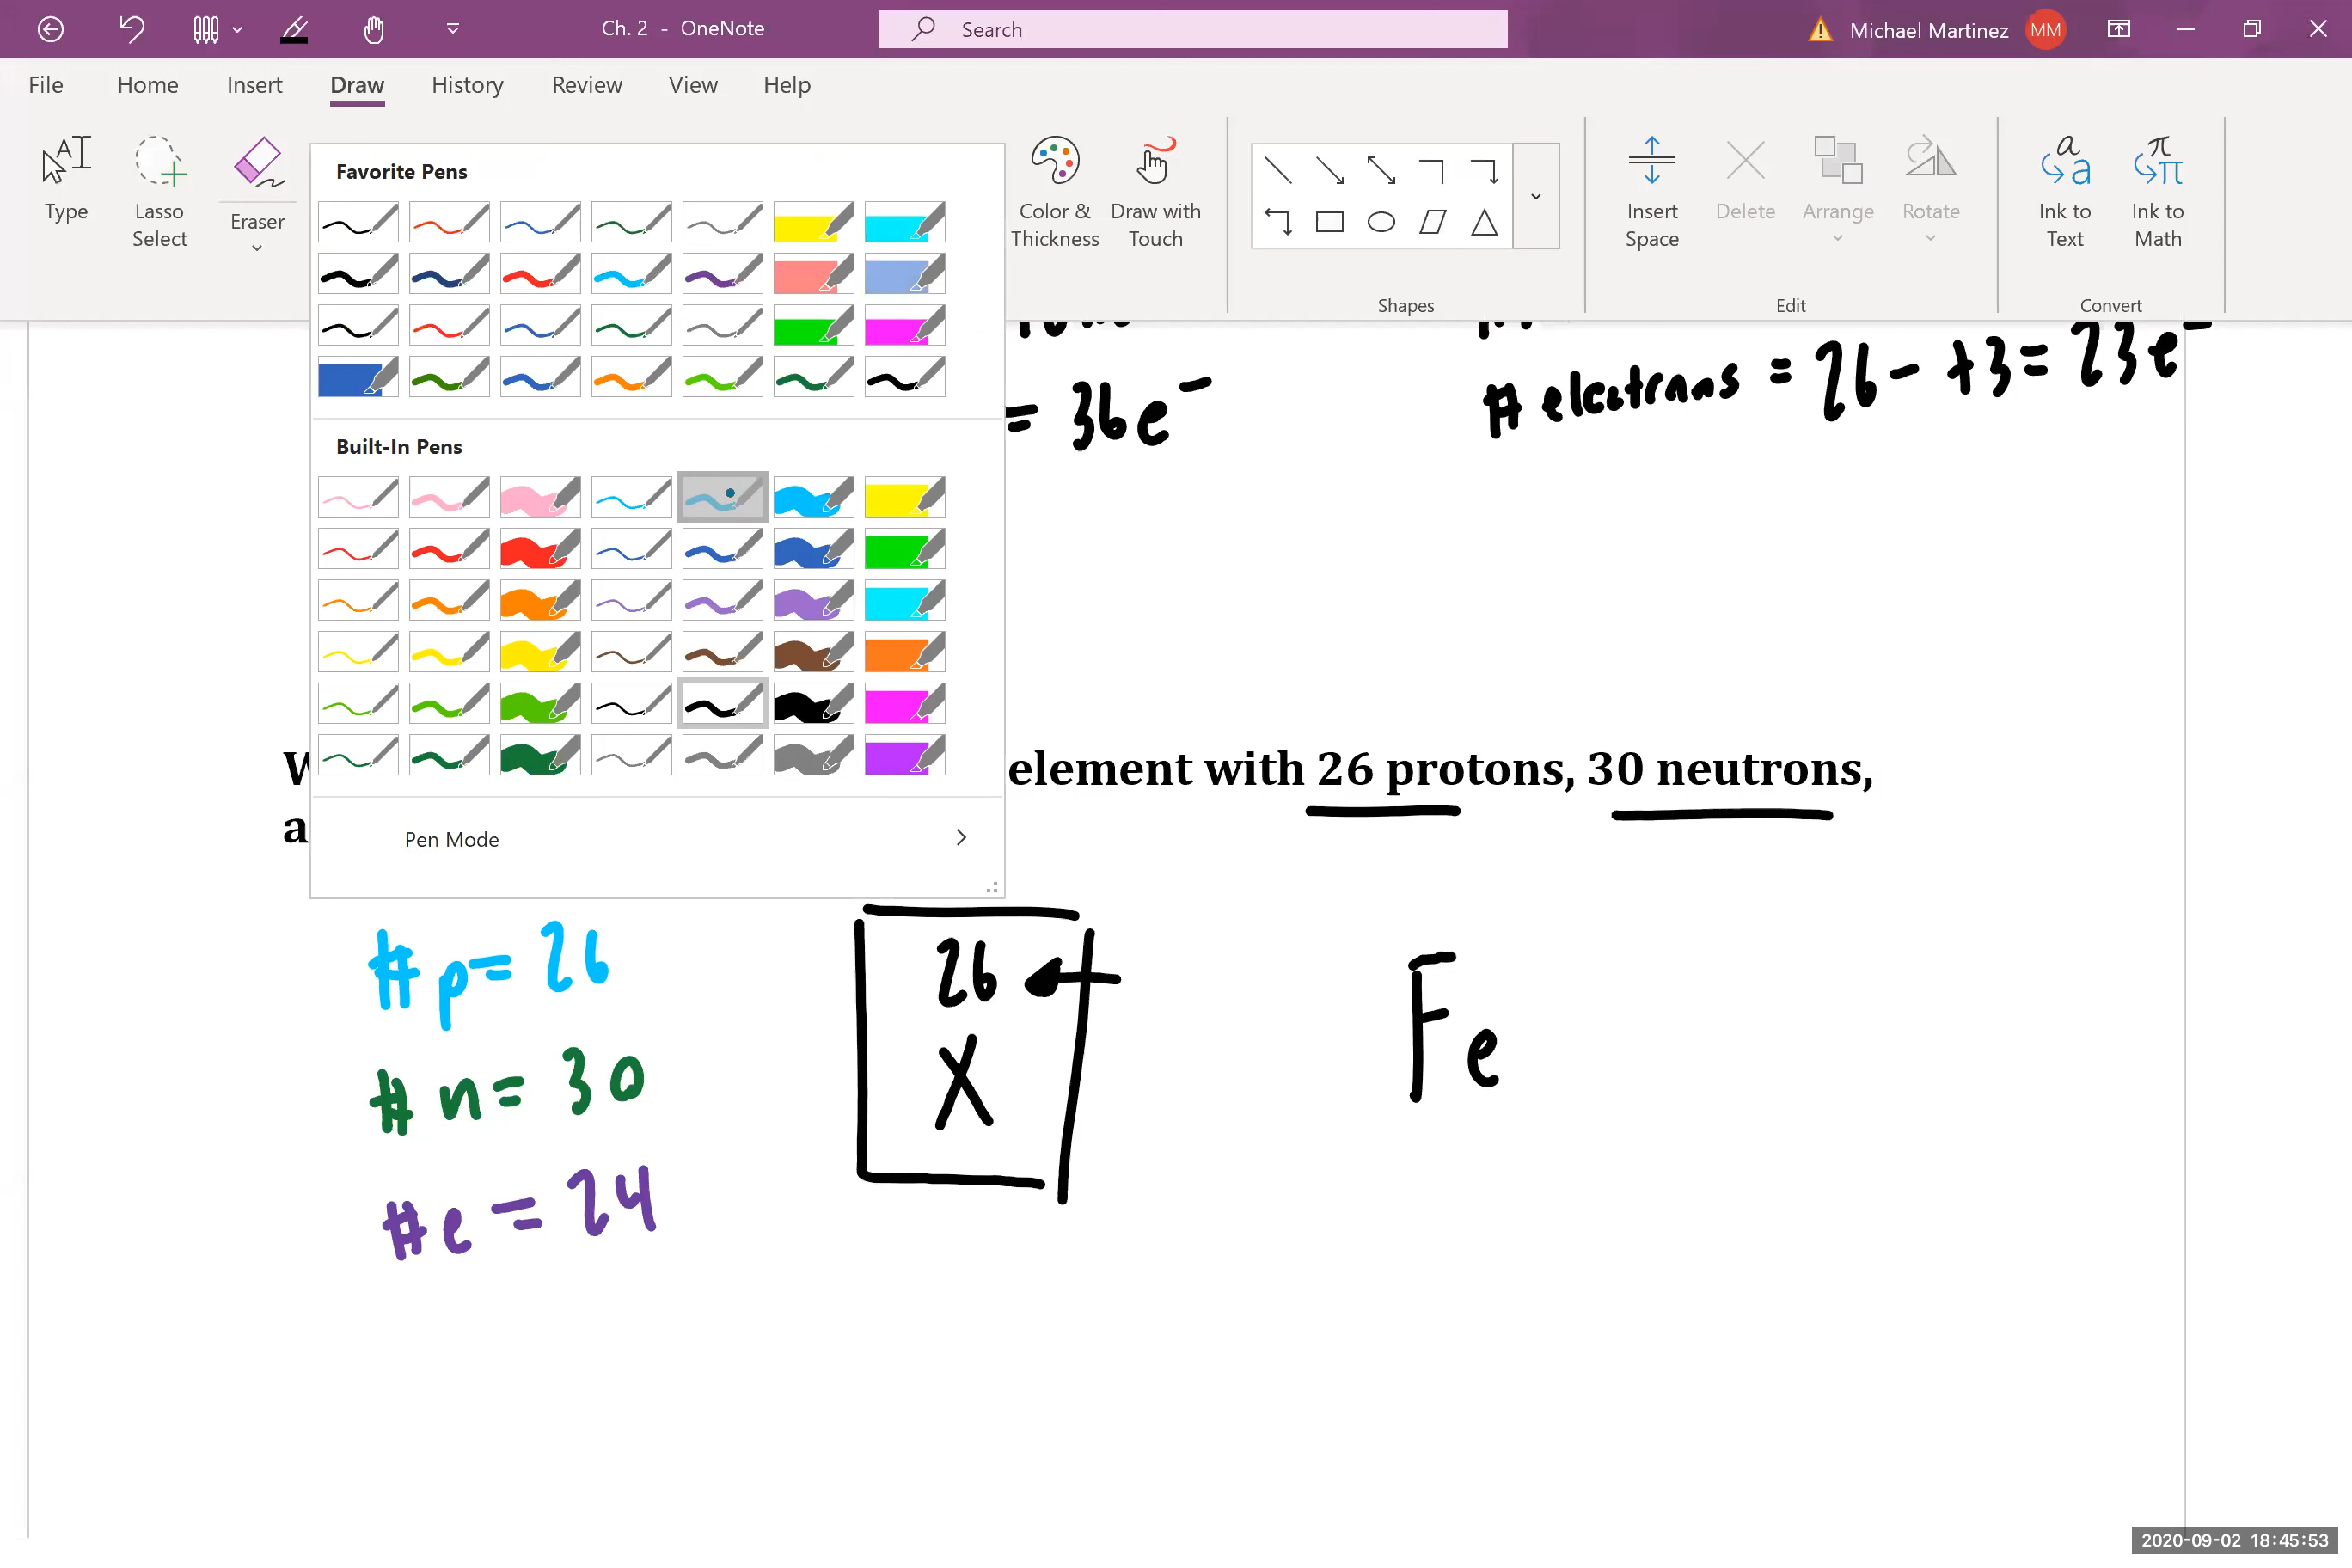 Ch. 2 - OneNote
Search
Michael Martinez MM
File Home Insert Draw History Review View Help
Type
Lasso Select
Eraser
Favorite Pens
Built-In Pens
Pen Mode
Color & Thickness
Draw with Touch
Shapes
Insert Space
Delete
Arrange
Rotate
Edit
Ink to Text
Ink to Math
Convert
= 36e⁻
# electrans = 26 - +3 = 23e⁻
element with 26 protons, 30 neutrons,
a
# p = 26
# n = 30
# e = 24
26
X
Fe
2020-09-02 18:45:53